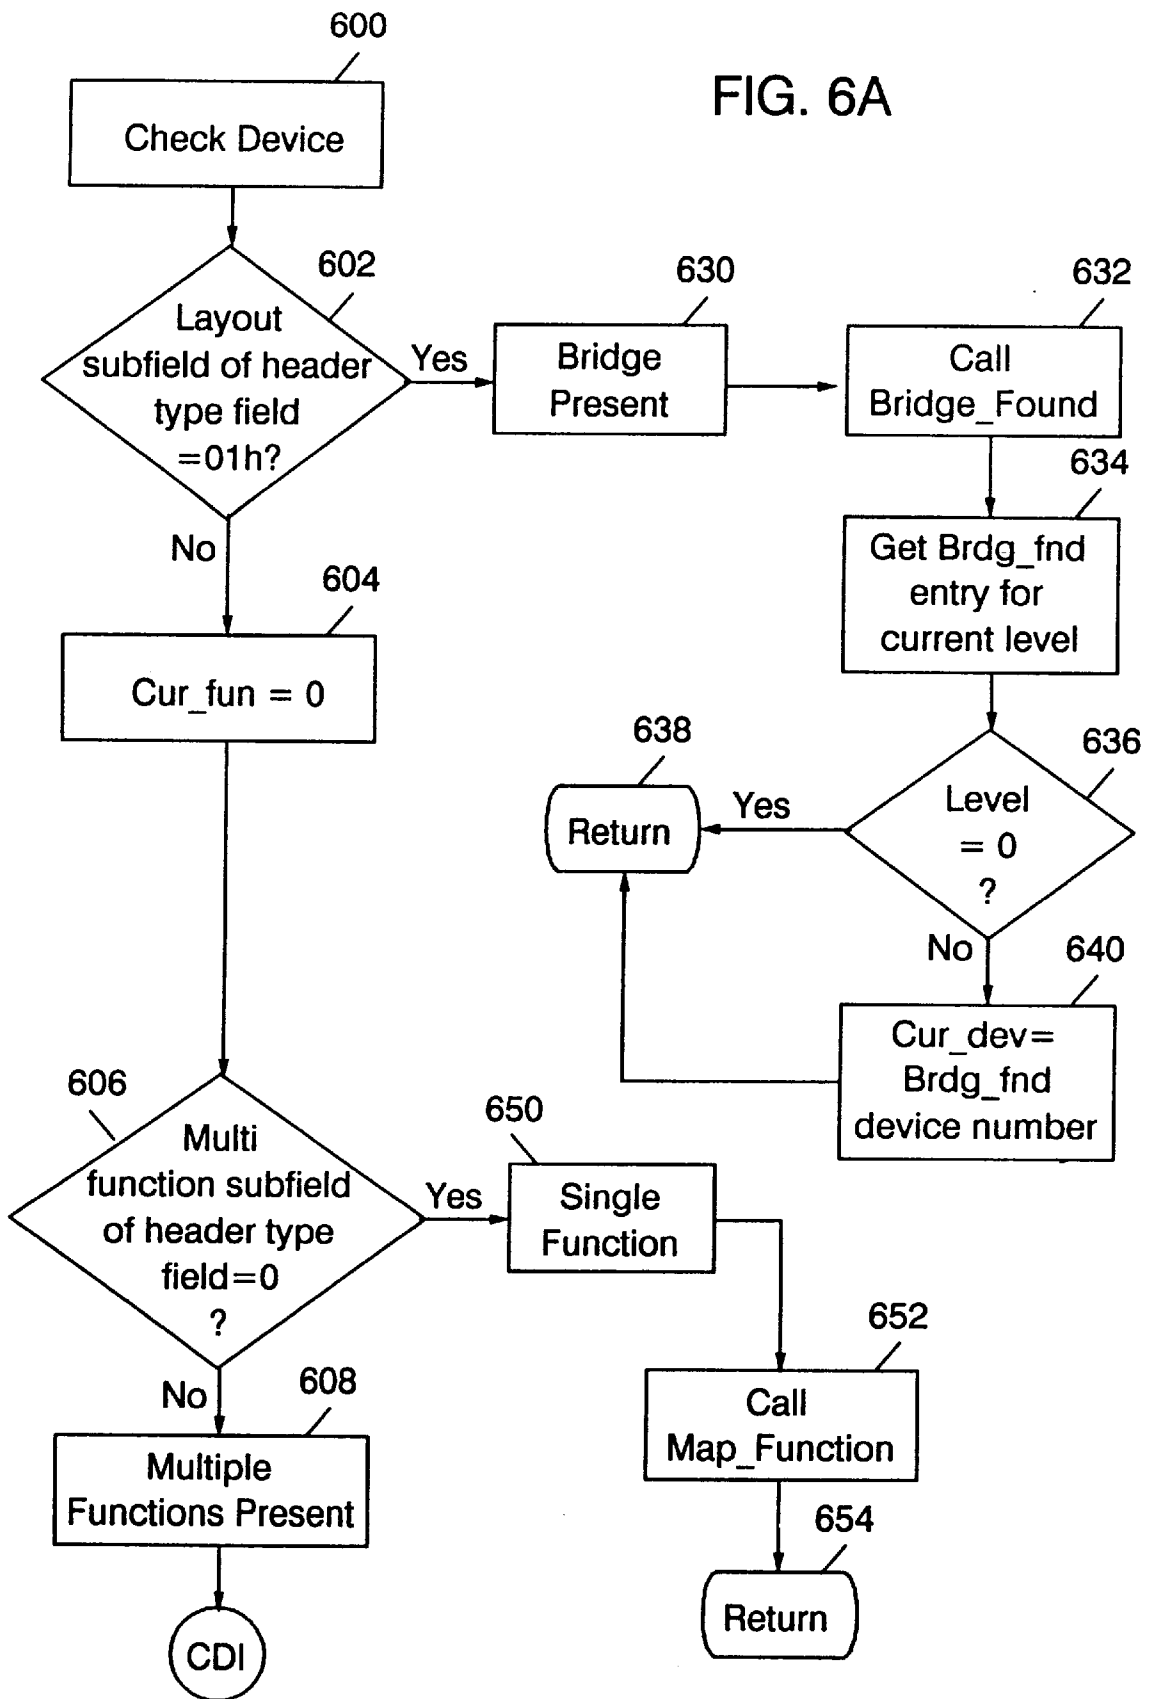 600
FIG. 6A
Check Device
602
Layout
subfield of header
type field
=01h?
Yes
No
630
Bridge
Present
632
Call
Bridge_Found
634
Get Brdg_fnd
entry for
current level
636
Level
= 0
?
Yes
No
638
Return
640
Cur_dev=
Brdg_fnd
device number
604
Cur_fun = 0
606
Multi
function subfield
of header type
field=0
?
Yes
No
650
Single
Function
652
Call
Map_Function
654
Return
608
Multiple
Functions Present
CDI